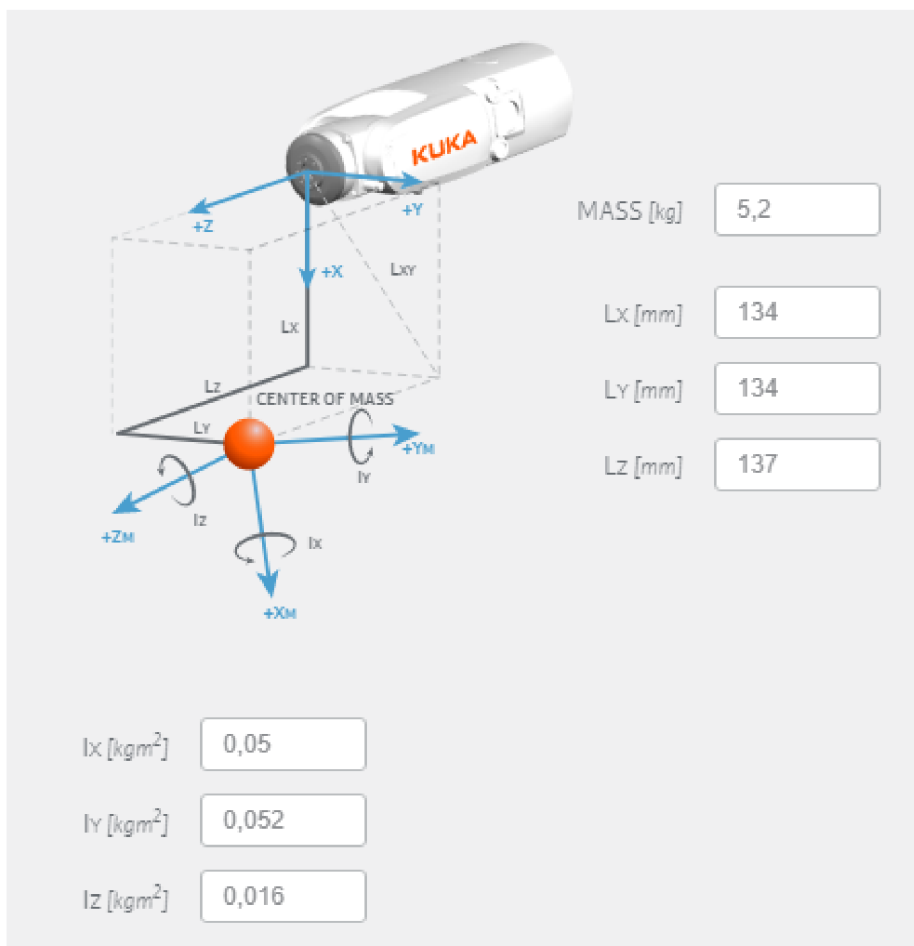 KUKA
+Z
+Y
MASS [kg]
5,2
+X
LXY
LX
LX [mm]
134
LZ
CENTER OF MASS
LY [mm]
134
LY
+YM
IY
LZ [mm]
137
IZ
+ZM
IX
+XM
IX [kgm²]
0,05
IY [kgm²]
0,052
IZ [kgm²]
0,016